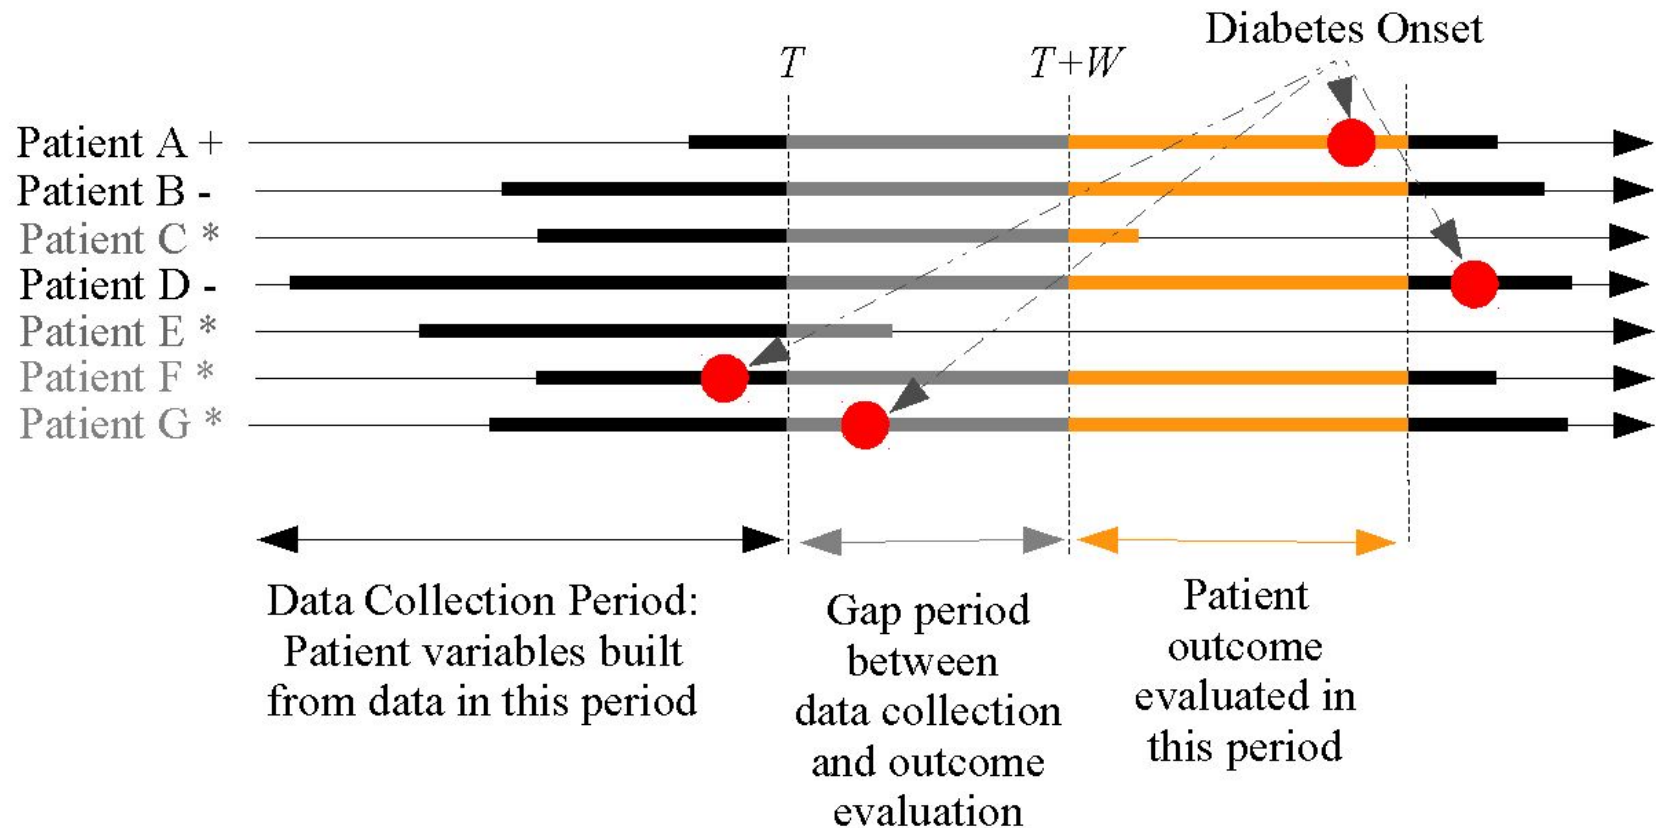 Diabetes Onset
T
T+W
Patient A +
Patient B -
Patient C *
Patient D -
Patient E *
Patient F *
Patient G *
Data Collection Period:
Patient variables built
from data in this period
Gap period
between
data collection
and outcome
evaluation
Patient
outcome
evaluated in
this period